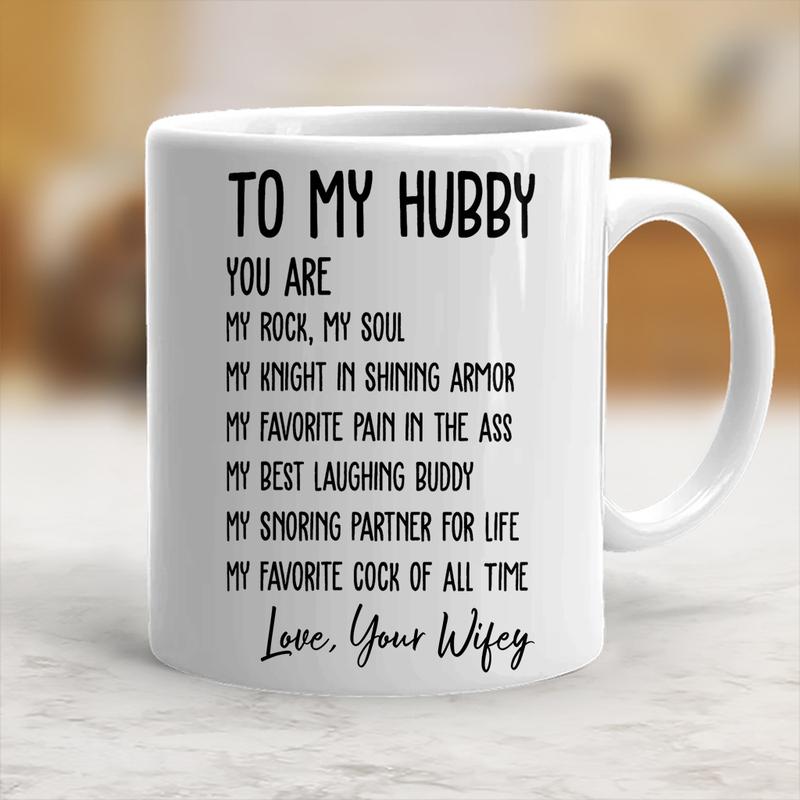 TO MY HUBBY
YOU ARE
MY ROCK, MY SOUL
MY KNIGHT IN SHINING ARMOR
MY FAVORITE PAIN IN THE ASS
MY BEST LAUGHING BUDDY
MY SNORING PARTNER FOR LIFE
MY FAVORITE COCK OF ALL TIME
Love, Your Wifey